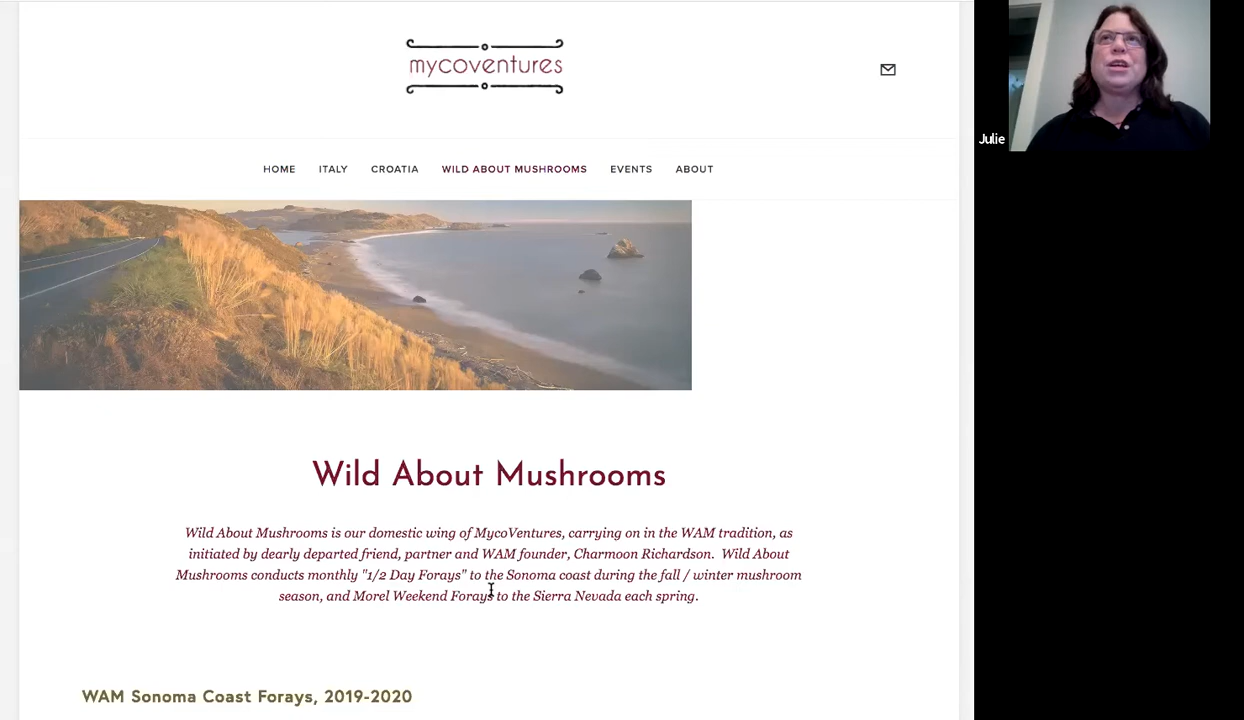 mycoventures
Julie
HOME ITALY CROATIA WILD ABOUT MUSHROOMS EVENTS ABOUT
Wild About Mushrooms
Wild About Mushrooms is our domestic wing of MycoVentures, carrying on in the WAM tradition, as
initiated by dearly departed friend, partner and WAM founder, Charmoon Richardson. Wild About
Mushrooms conducts monthly "1/2 Day Forays" to the Sonoma coast during the fall / winter mushroom
season, and Morel Weekend Forays to the Sierra Nevada each spring.
WAM Sonoma Coast Forays, 2019-2020